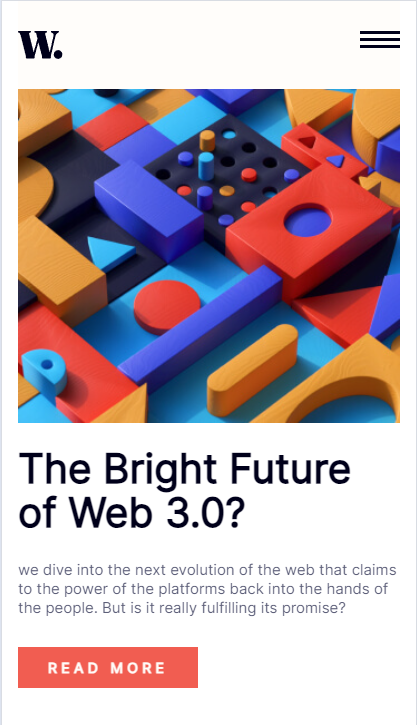 W.
The Bright Future
of Web 3.0?
we dive into the next evolution of the web that claims
to the power of the platforms back into the hands of
the people. But is it really fulfilling its promise?
READ MORE